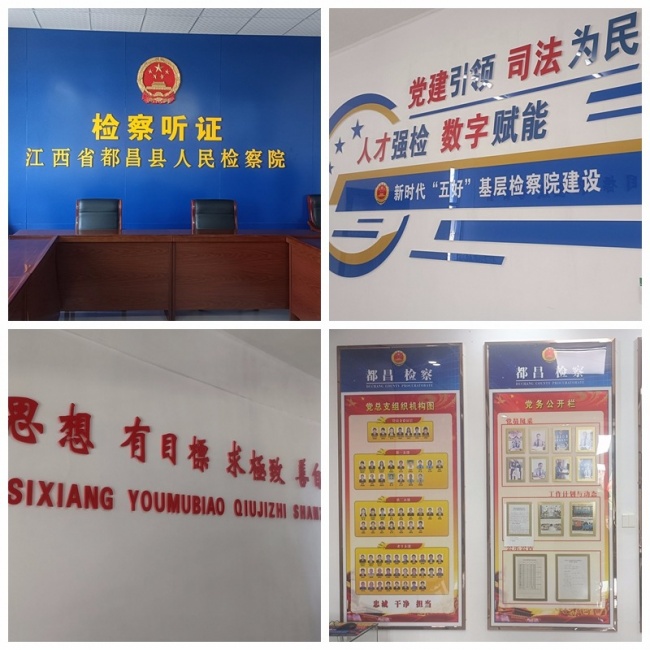 检察听证
江西省都昌县人民检察院
党建引领 司法为民
人才强检 数字赋能
新时代“五好”基层检察院建设
思想 有目标 求極致 善
SIXIANG YOUMUBIAO QIUJIZHI SHAN
都昌 检察
党总支组织机构图
忠诚 干净 担当
都昌 检察
党务公开栏
工作计划与动态